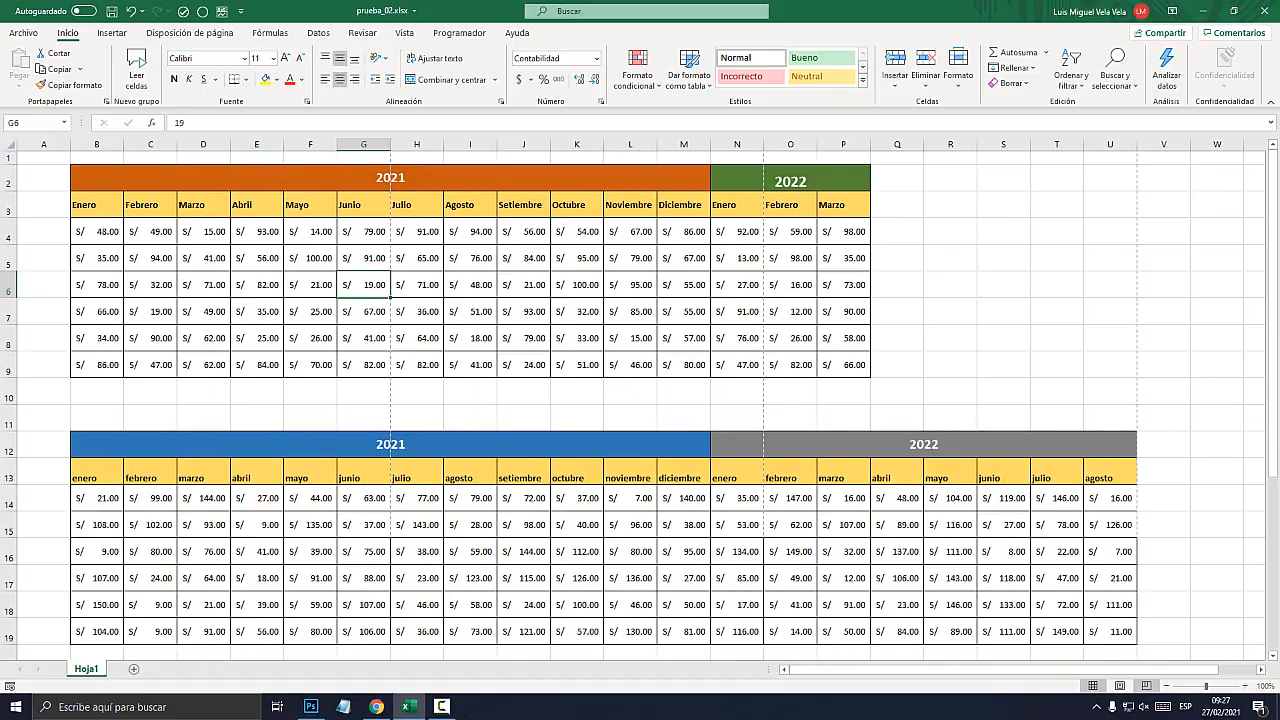 Autoguardado
prueba_02.xlsx
Buscar
Luis Miguel Vela Vela LM
Archivo Inicio Insertar Disposición de página Fórmulas Datos Revisar Vista Programador Ayuda Compartir Comentarios
Pegar
Cortar
Copiar
Copiar formato
Portapapeles
Leer celdas
Nuevo grupo
Calibri 11
N K S
Fuente
Ajustar texto
Combinar y centrar
Alineación
Contabilidad
$ % 000
Número
Formato condicional
Dar formato como tabla
Normal Bueno
Incorrecto Neutral
Estilos
Insertar Eliminar Formato
Celdas
Autosuma
Rellenar
Borrar
Ordenar y filtrar
Buscar y seleccionar
Edición
Analizar datos
Análisis
Confidencialidad
Confidencialidad
G6 fx 19
A B C D E F G H I J K L M N O P Q R S T U V W
1
2 2021 2022
3 Enero Febrero Marzo Abril Mayo Junio Julio Agosto Setiembre Octubre Noviembre Diciembre Enero Febrero Marzo
4 S/ 48.00 S/ 49.00 S/ 15.00 S/ 93.00 S/ 14.00 S/ 79.00 S/ 91.00 S/ 94.00 S/ 56.00 S/ 54.00 S/ 67.00 S/ 86.00 S/ 92.00 S/ 59.00 S/ 98.00
5 S/ 35.00 S/ 94.00 S/ 41.00 S/ 56.00 S/ 100.00 S/ 91.00 S/ 65.00 S/ 76.00 S/ 84.00 S/ 95.00 S/ 79.00 S/ 67.00 S/ 13.00 S/ 98.00 S/ 35.00
6 S/ 78.00 S/ 32.00 S/ 71.00 S/ 82.00 S/ 21.00 S/ 19.00 S/ 71.00 S/ 48.00 S/ 21.00 S/ 100.00 S/ 95.00 S/ 55.00 S/ 27.00 S/ 16.00 S/ 73.00
7 S/ 66.00 S/ 19.00 S/ 49.00 S/ 35.00 S/ 25.00 S/ 67.00 S/ 36.00 S/ 51.00 S/ 93.00 S/ 32.00 S/ 85.00 S/ 55.00 S/ 91.00 S/ 12.00 S/ 90.00
8 S/ 34.00 S/ 90.00 S/ 62.00 S/ 25.00 S/ 26.00 S/ 41.00 S/ 64.00 S/ 18.00 S/ 79.00 S/ 33.00 S/ 15.00 S/ 57.00 S/ 76.00 S/ 26.00 S/ 58.00
9 S/ 86.00 S/ 47.00 S/ 62.00 S/ 84.00 S/ 70.00 S/ 82.00 S/ 82.00 S/ 41.00 S/ 24.00 S/ 51.00 S/ 46.00 S/ 80.00 S/ 47.00 S/ 82.00 S/ 66.00
10
11
12 2021 2022
13 enero febrero marzo abril mayo junio julio agosto setiembre octubre noviembre diciembre enero febrero marzo abril mayo junio julio agosto
14 S/ 21.00 S/ 99.00 S/ 144.00 S/ 27.00 S/ 44.00 S/ 63.00 S/ 77.00 S/ 79.00 S/ 72.00 S/ 37.00 S/ 7.00 S/ 140.00 S/ 35.00 S/ 147.00 S/ 16.00 S/ 48.00 S/ 104.00 S/ 119.00 S/ 146.00 S/ 16.00
15 S/ 108.00 S/ 102.00 S/ 93.00 S/ 9.00 S/ 135.00 S/ 37.00 S/ 143.00 S/ 28.00 S/ 98.00 S/ 40.00 S/ 96.00 S/ 38.00 S/ 53.00 S/ 62.00 S/ 107.00 S/ 89.00 S/ 116.00 S/ 27.00 S/ 78.00 S/ 126.00
16 S/ 9.00 S/ 80.00 S/ 76.00 S/ 41.00 S/ 39.00 S/ 75.00 S/ 38.00 S/ 59.00 S/ 144.00 S/ 112.00 S/ 80.00 S/ 95.00 S/ 134.00 S/ 149.00 S/ 32.00 S/ 137.00 S/ 111.00 S/ 8.00 S/ 22.00 S/ 7.00
17 S/ 107.00 S/ 24.00 S/ 64.00 S/ 18.00 S/ 91.00 S/ 88.00 S/ 23.00 S/ 123.00 S/ 115.00 S/ 126.00 S/ 136.00 S/ 27.00 S/ 85.00 S/ 49.00 S/ 12.00 S/ 106.00 S/ 143.00 S/ 118.00 S/ 47.00 S/ 21.00
18 S/ 150.00 S/ 9.00 S/ 21.00 S/ 39.00 S/ 59.00 S/ 107.00 S/ 46.00 S/ 58.00 S/ 24.00 S/ 100.00 S/ 46.00 S/ 50.00 S/ 17.00 S/ 41.00 S/ 91.00 S/ 23.00 S/ 146.00 S/ 133.00 S/ 72.00 S/ 111.00
19 S/ 104.00 S/ 9.00 S/ 91.00 S/ 56.00 S/ 80.00 S/ 106.00 S/ 36.00 S/ 73.00 S/ 121.00 S/ 57.00 S/ 130.00 S/ 81.00 S/ 116.00 S/ 14.00 S/ 50.00 S/ 84.00 S/ 89.00 S/ 111.00 S/ 149.00 S/ 11.00
Hoja1
100%
Escribe aquí para buscar
Ps
ESP
09:27
27/02/2021